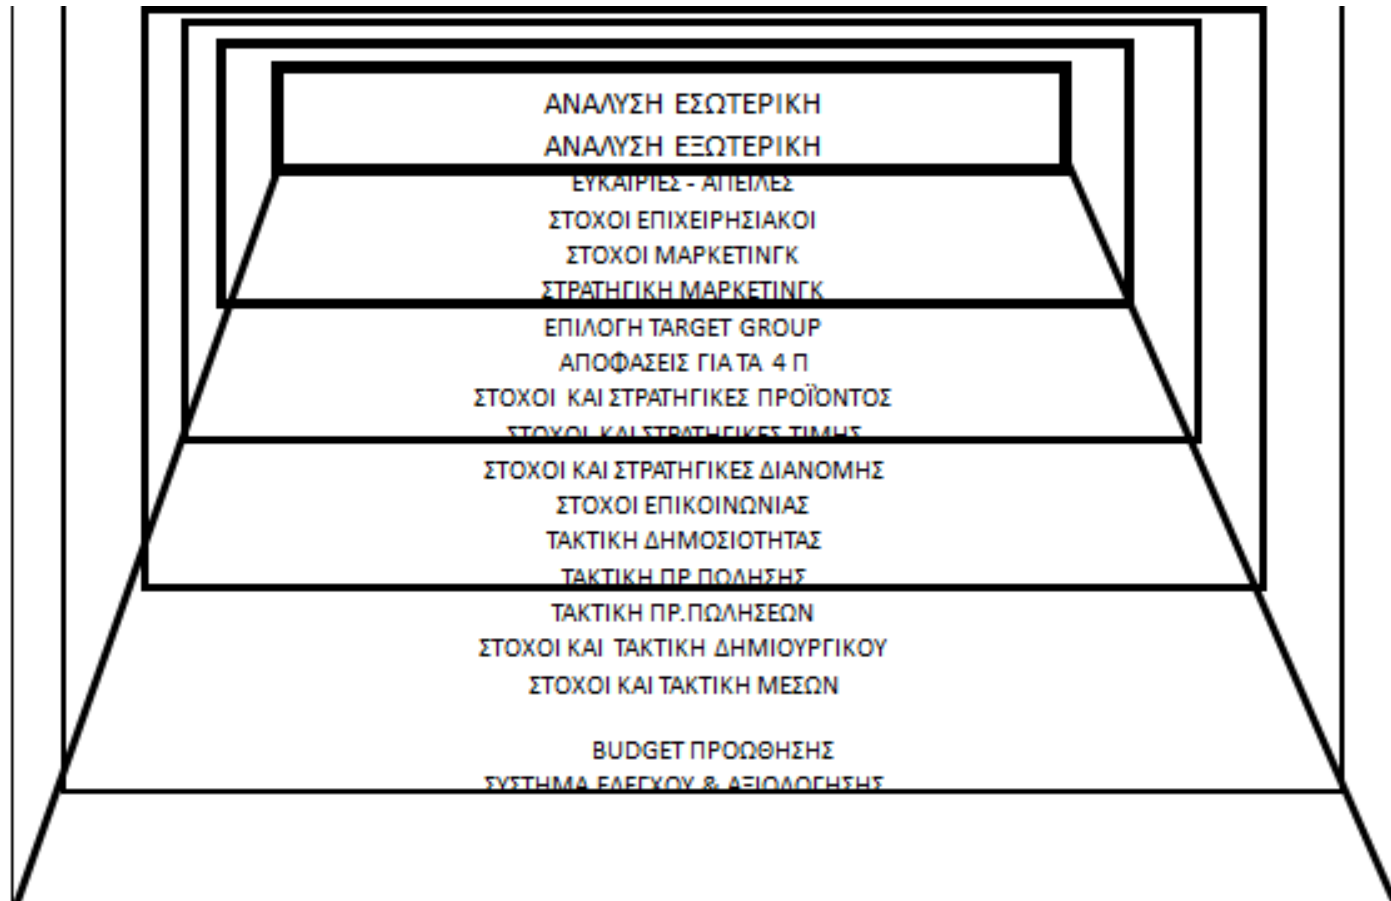 ΑΝΑΛΥΣΗ ΕΣΩΤΕΡΙΚΗ
ΑΝΑΛΥΣΗ ΕΞΩΤΕΡΙΚΗ
ΕΥΚΑΙΡΙΕΣ - ΑΠΕΙΛΕΣ
ΣΤΟΧΟΙ ΕΠΙΧΕΙΡΗΣΙΑΚΟΙ
ΣΤΟΧΟΙ ΜΑΡΚΕΤΙΝΓΚ
ΣΤΡΑΤΗΓΙΚΗ ΜΑΡΚΕΤΙΝΓΚ
ΕΠΙΛΟΓΗ TARGET GROUP
ΑΠΟΦΑΣΕΙΣ ΓΙΑ ΤΑ 4 Π
ΣΤΟΧΟΙ ΚΑΙ ΣΤΡΑΤΗΓΙΚΕΣ ΠΡΟΪΌΝΤΟΣ
ΣΤΟΧΟΙ ΚΑΙ ΣΤΡΑΤΗΓΙΚΕΣ ΤΙΜΗΣ
ΣΤΟΧΟΙ ΚΑΙ ΣΤΡΑΤΗΓΙΚΕΣ ΔΙΑΝΟΜΗΣ
ΣΤΟΧΟΙ ΕΠΙΚΟΙΝΩΝΙΑΣ
ΤΑΚΤΙΚΗ ΔΗΜΟΣΙΟΤΗΤΑΣ
ΤΑΚΤΙΚΗ ΠΡ.ΠΩΛΗΣΗΣ
ΤΑΚΤΙΚΗ ΠΡ.ΠΩΛΗΣΕΩΝ
ΣΤΟΧΟΙ ΚΑΙ ΤΑΚΤΙΚΗ ΔΗΜΙΟΥΡΓΙΚΟΥ
ΣΤΟΧΟΙ ΚΑΙ ΤΑΚΤΙΚΗ ΜΕΣΩΝ
BUDGET ΠΡΟΩΘΗΣΗΣ
ΣΥΣΤΗΜΑ ΕΛΕΓΧΟΥ & ΑΞΙΟΛΟΓΗΣΗΣ